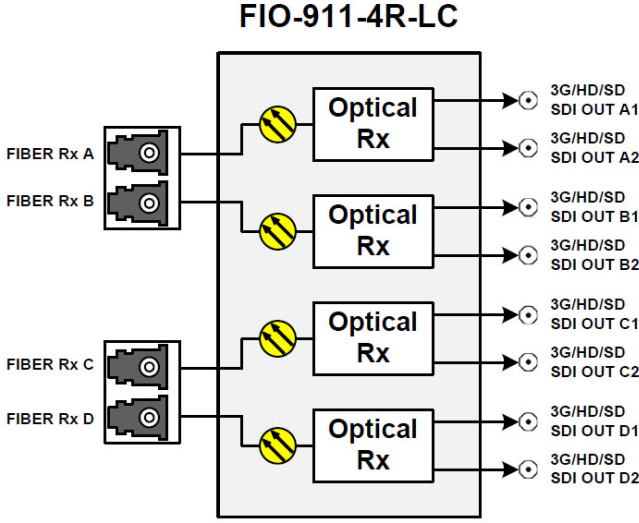 FIO-911-4R-LC
FIBER Rx A
FIBER Rx B
FIBER Rx C
FIBER Rx D
Optical
Rx
Optical
Rx
Optical
Rx
Optical
Rx
3G/HD/SD
SDI OUT A1
3G/HD/SD
SDI OUT A2
3G/HD/SD
SDI OUT B1
3G/HD/SD
SDI OUT B2
3G/HD/SD
SDI OUT C1
3G/HD/SD
SDI OUT C2
3G/HD/SD
SDI OUT D1
3G/HD/SD
SDI OUT D2